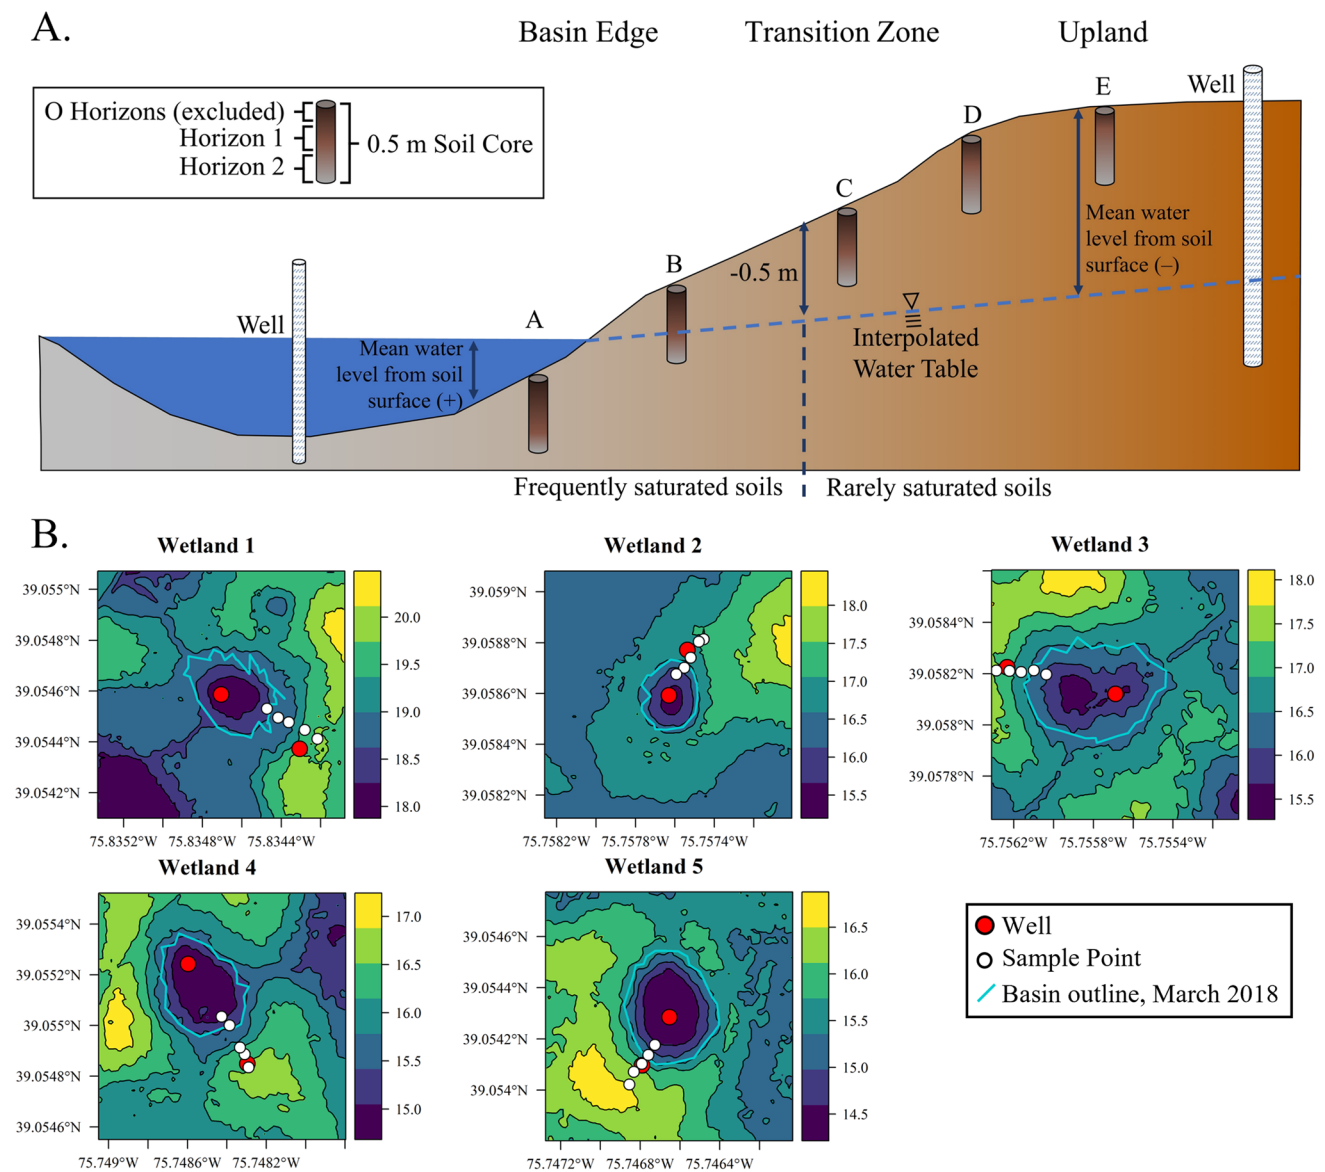 A.
Basin Edge
Transition Zone
Upland
O Horizons (excluded)
Horizon 1
Horizon 2
0.5 m Soil Core
Well
Well
A
B
C
D
E
Mean water
level from soil
surface (+)
-0.5 m
Mean water
level from soil
surface (–)
Interpolated
Water Table
Frequently saturated soils
Rarely saturated soils
B.
Wetland 1
39.055°N
39.0548°N
39.0546°N
39.0544°N
39.0542°N
75.8352°W
75.8348°W
75.8344°W
20.0
19.5
19.0
18.5
18.0
Wetland 2
39.059°N
39.0588°N
39.0586°N
39.0584°N
39.0582°N
75.7582°W
75.7578°W
75.7574°W
18.0
17.5
17.0
16.5
16.0
15.5
Wetland 3
39.0584°N
39.0582°N
39.058°N
39.0578°N
75.7562°W
75.7558°W
75.7554°W
18.0
17.5
17.0
16.5
16.0
15.5
Wetland 4
39.0554°N
39.0552°N
39.055°N
39.0548°N
39.0546°N
75.749°W
75.7486°W
75.7482°W
17.0
16.5
16.0
15.5
15.0
Wetland 5
39.0546°N
39.0544°N
39.0542°N
39.054°N
75.7472°W
75.7468°W
75.7464°W
16.5
16.0
15.5
15.0
14.5
Well
Sample Point
Basin outline, March 2018